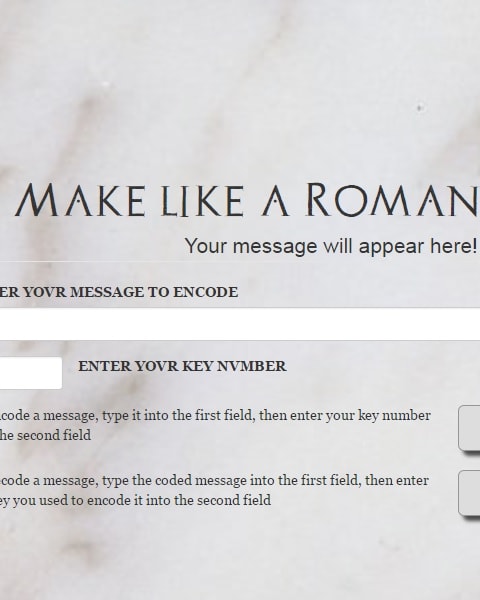 MAKE LIKE A ROMAN
Your message will appear here!
ER YOVR MESSAGE TO ENCODE
ENTER YOVR KEY NVMBER
code a message, type it into the first field, then enter your key number
he second field
code a message, type the coded message into the first field, then enter
ey you used to encode it into the second field